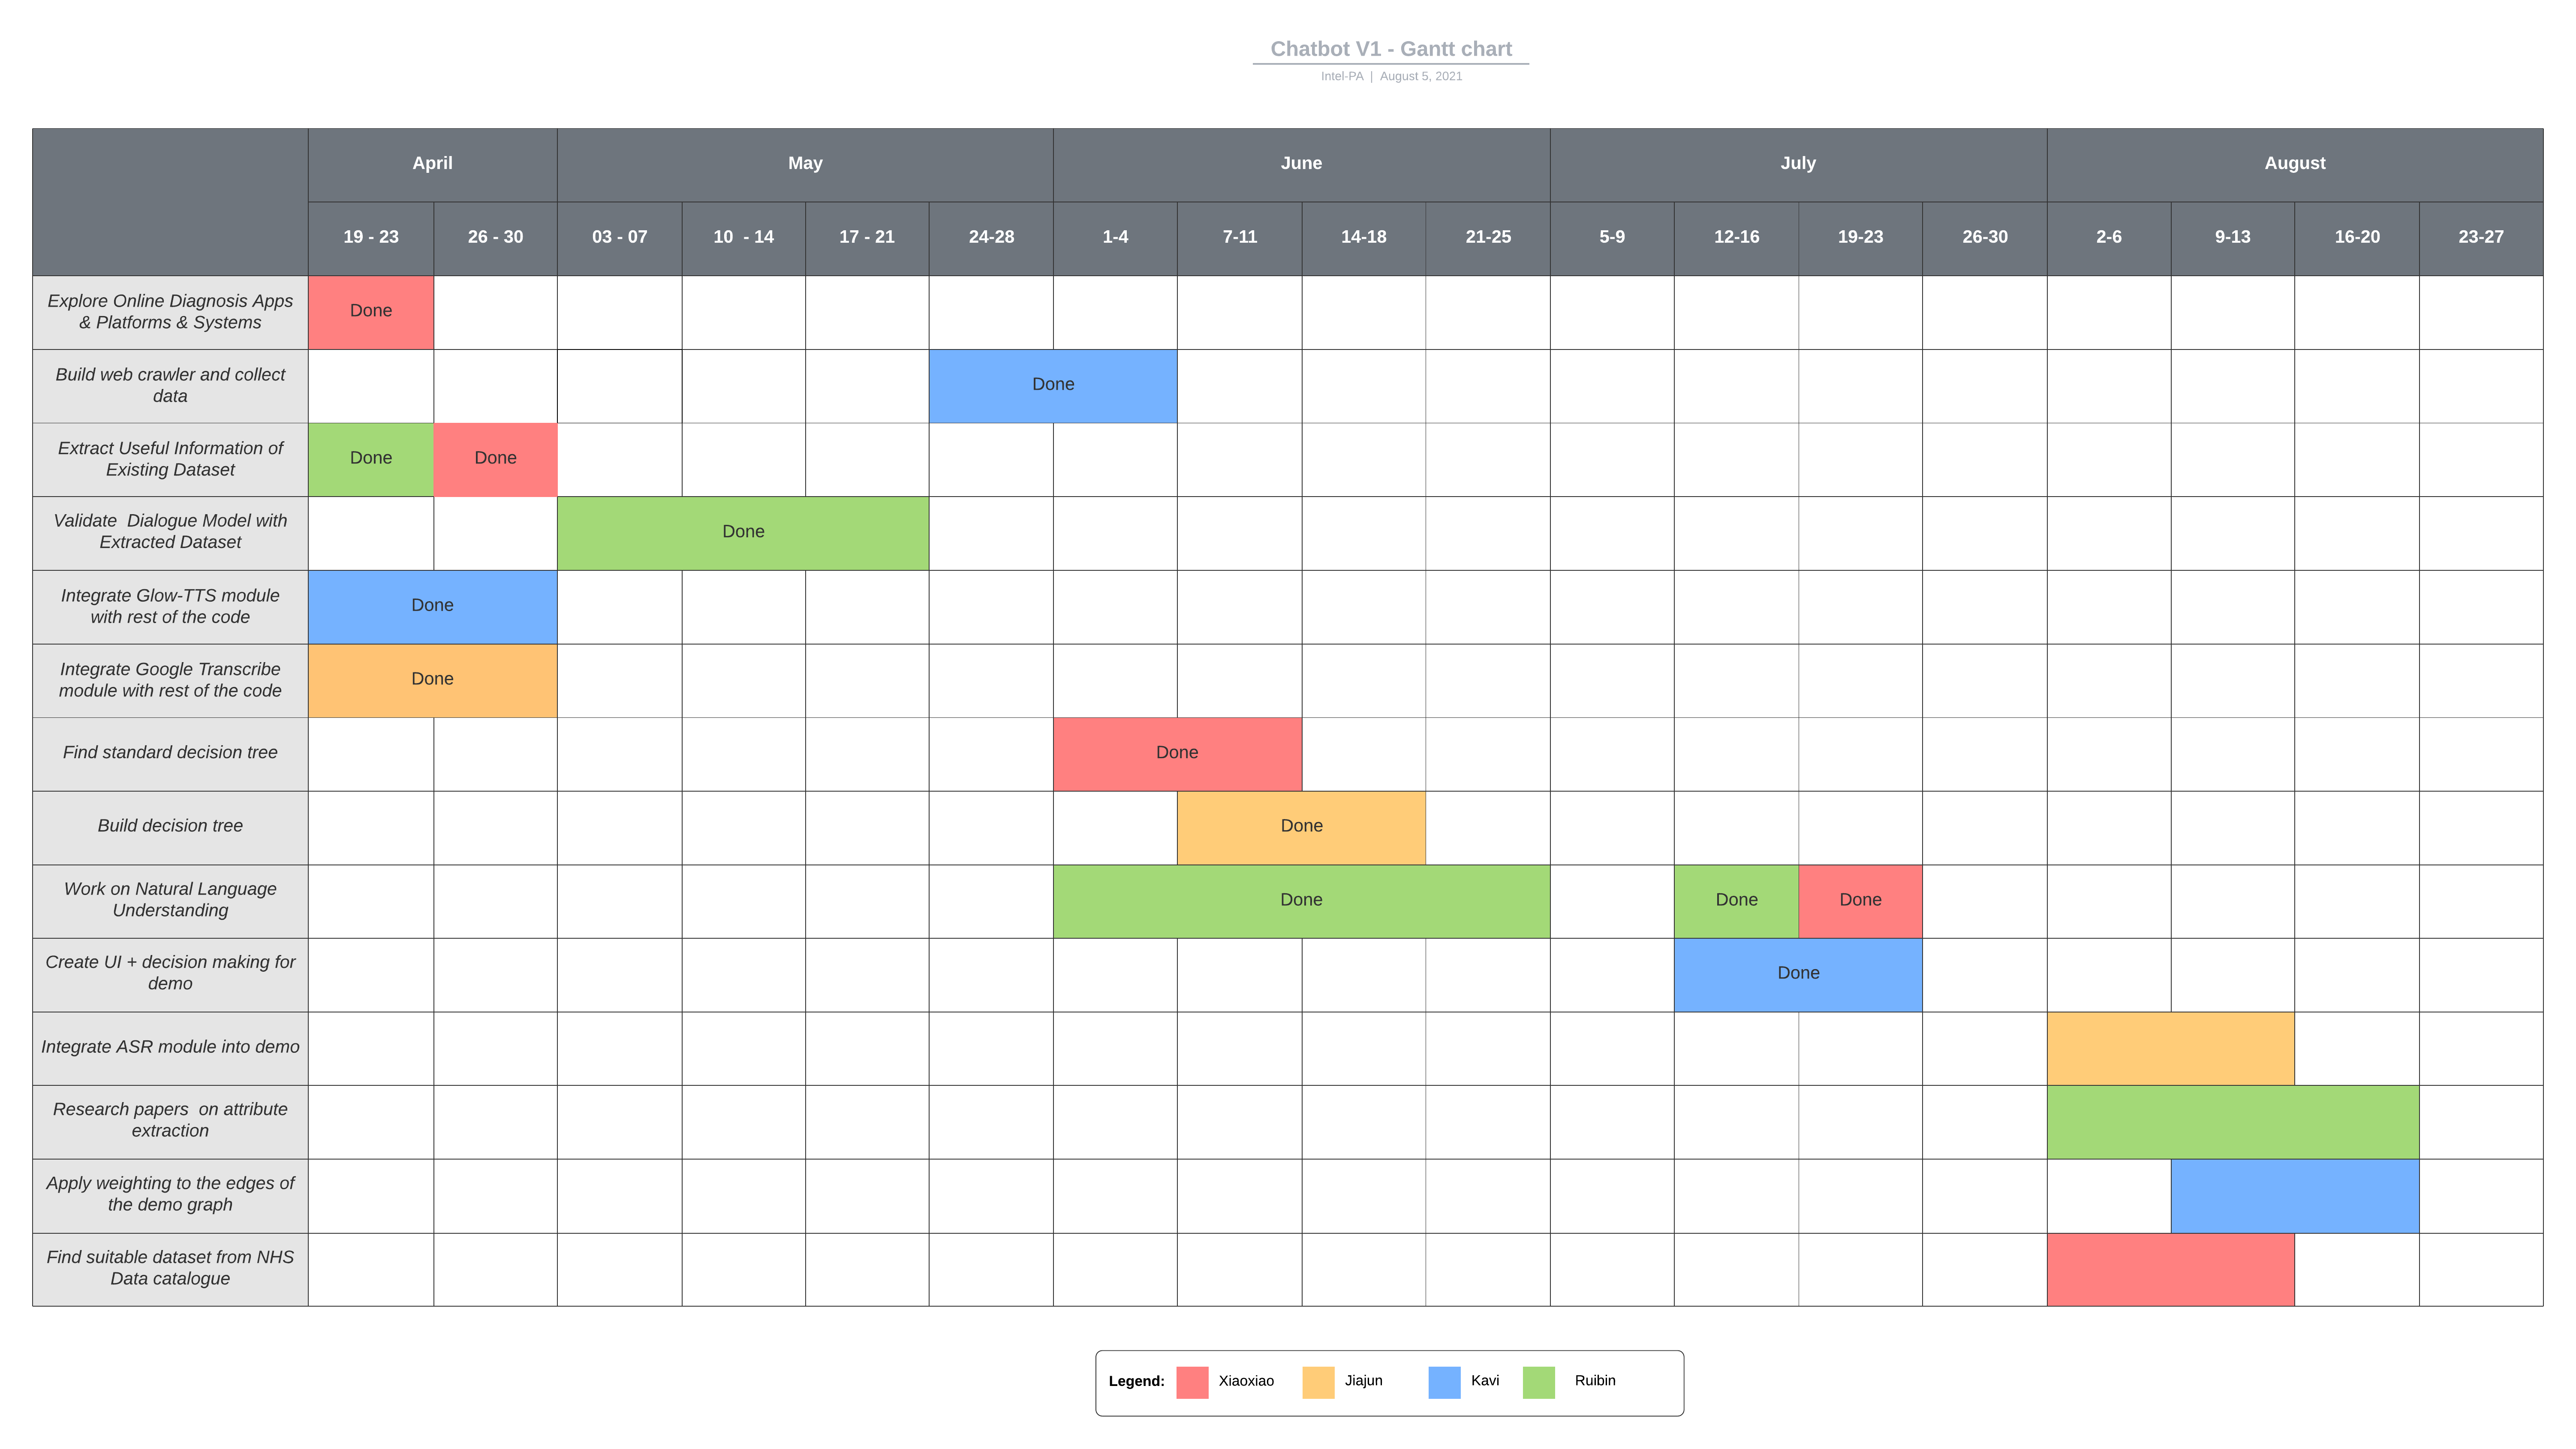 Chatbot V1 - Gantt chart
Intel-PA | August 5, 2021
April May June July August
19 - 23 26 - 30 03 - 07 10  - 14 17 - 21 24-28 1-4 7-11 14-18 21-25 5-9 12-16 19-23 26-30 2-6 9-13 16-20 23-27
Explore Online Diagnosis Apps
& Platforms & Systems
Done
Build web crawler and collect
data
Done
Extract Useful Information of
Existing Dataset
Done Done
Validate  Dialogue Model with
Extracted Dataset
Done
Integrate Glow-TTS module
with rest of the code
Done
Integrate Google Transcribe
module with rest of the code
Done
Find standard decision tree
Done
Build decision tree
Done
Work on Natural Language
Understanding
Done Done Done
Create UI + decision making for
demo
Done
Integrate ASR module into demo
Research papers  on attribute
extraction
Apply weighting to the edges of
the demo graph
Find suitable dataset from NHS
Data catalogue
Legend: Xiaoxiao Jiajun Kavi Ruibin